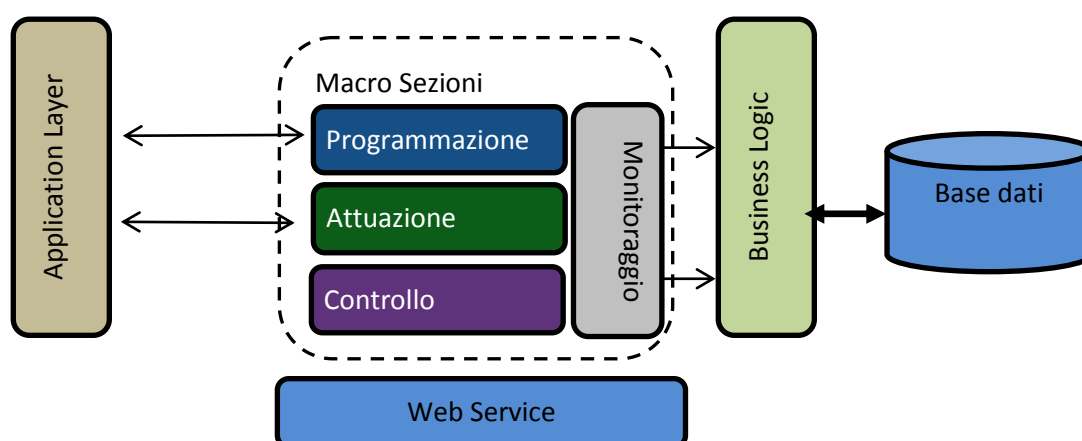 Application Layer
Macro Sezioni
Programmazione
Attuazione
Controllo
Monitoraggio
Business Logic
Base dati
Web Service